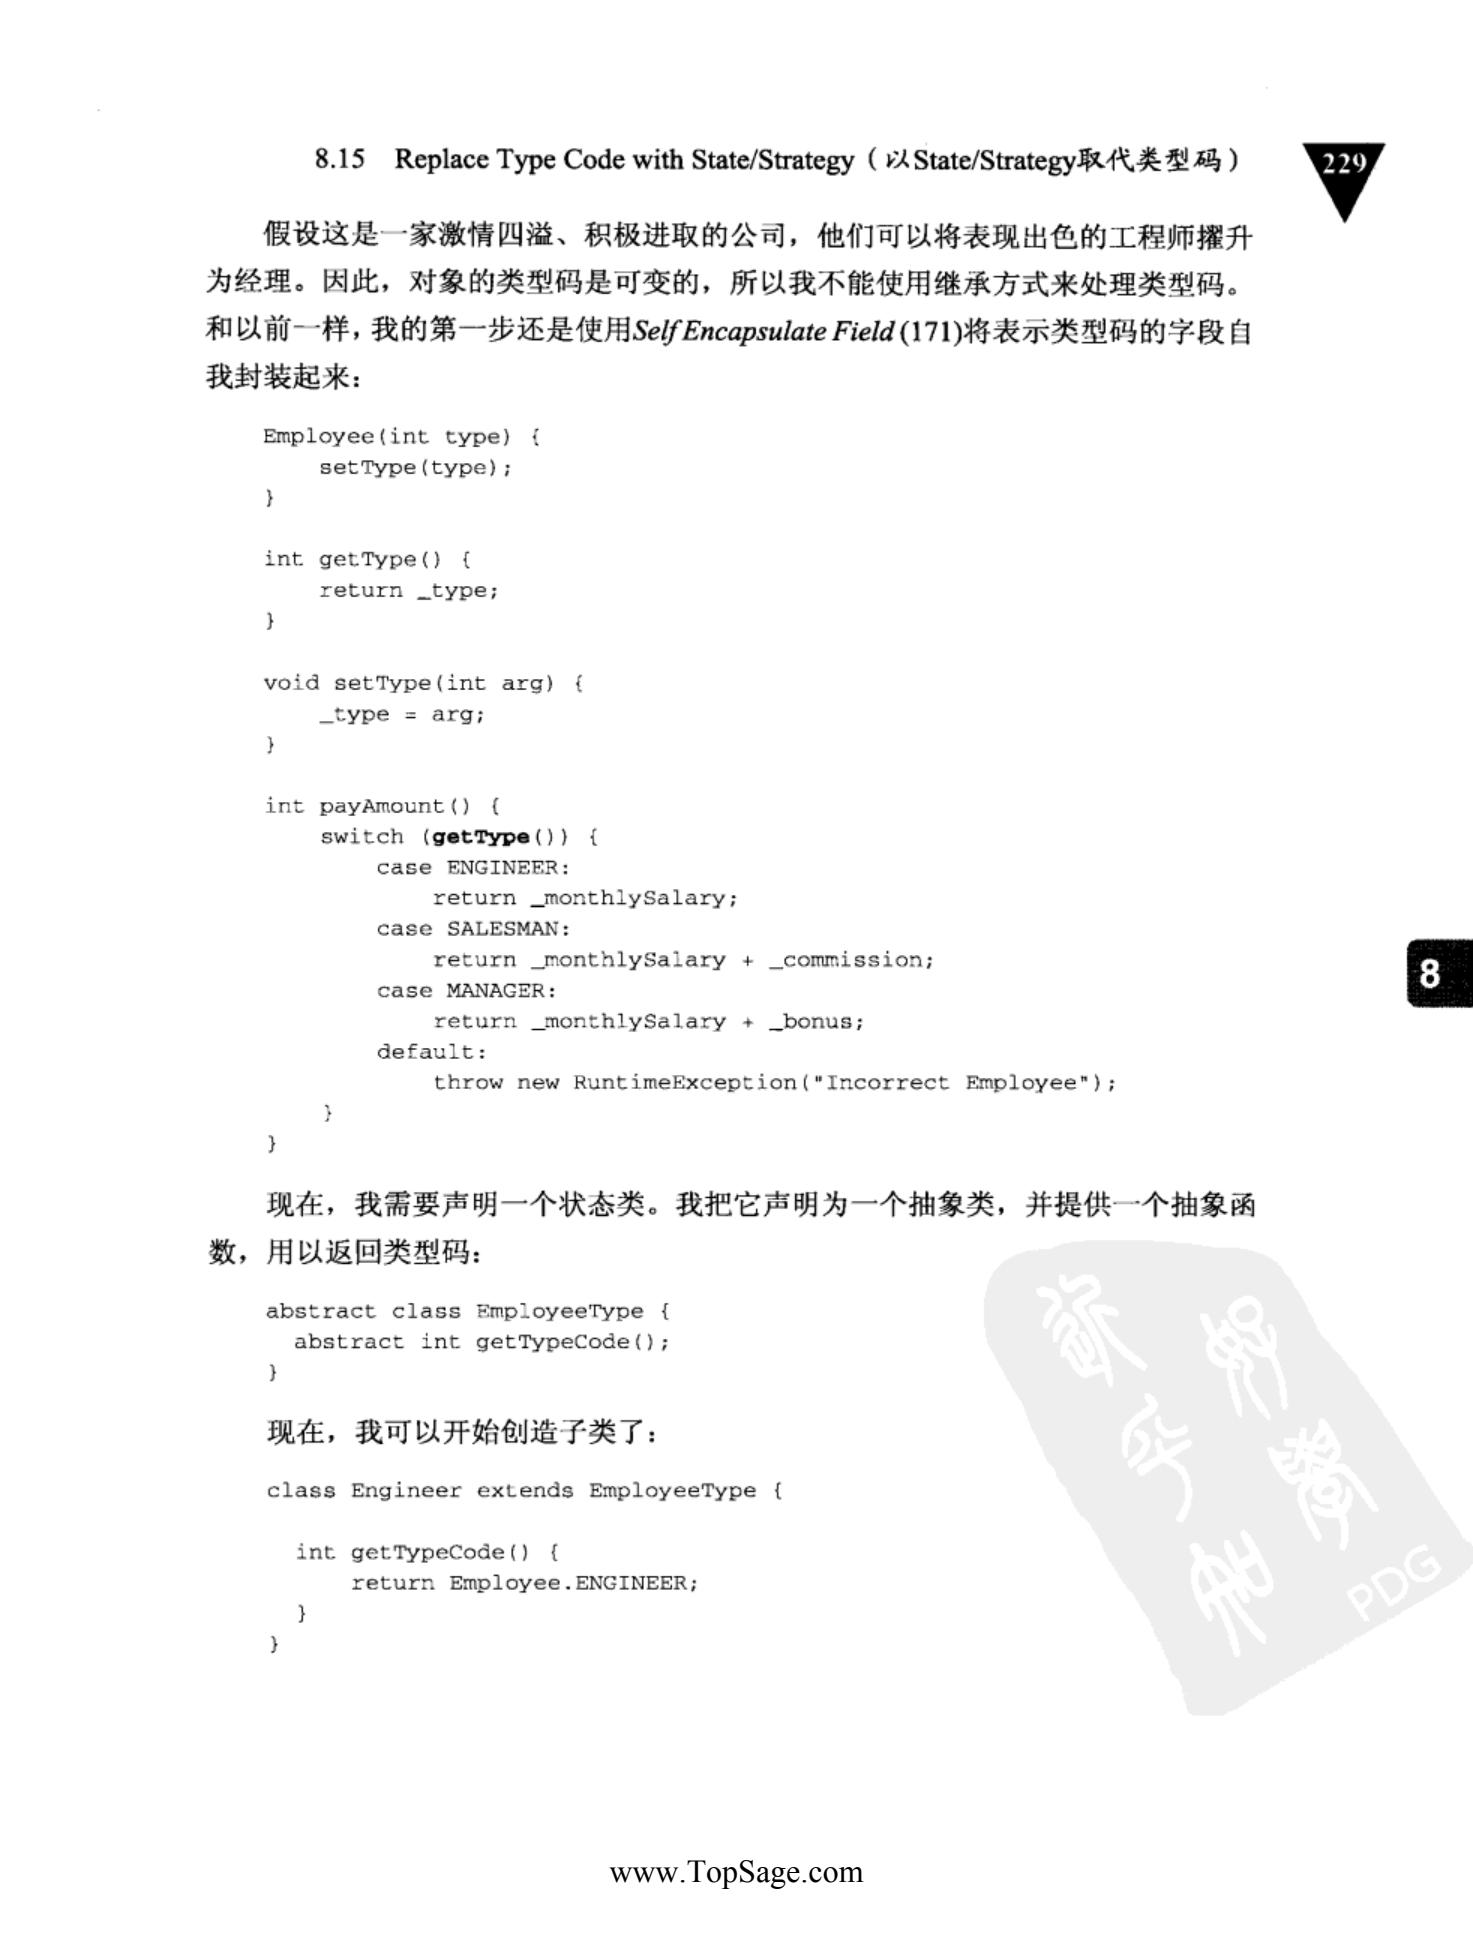 8.15 Replace Type Code with State/Strategy（以State/Strategy取代类型码）
229
假设这是一家激情四溢、积极进取的公司，他们可以将表现出色的工程师擢升
为经理。因此，对象的类型码是可变的，所以我不能使用继承方式来处理类型码。
和以前一样，我的第一步还是使用Self Encapsulate Field (171)将表示类型码的字段自
我封装起来：
Employee(int type) {
    setType(type);
}
int getType() {
    return _type;
}
void setType(int arg) {
    _type = arg;
}
int payAmount() {
    switch (getType()) {
        case ENGINEER:
            return _monthlySalary;
        case SALESMAN:
            return _monthlySalary + _commission;
        case MANAGER:
            return _monthlySalary + _bonus;
        default:
            throw new RuntimeException("Incorrect Employee");
    }
}
8
现在，我需要声明一个状态类。我把它声明为一个抽象类，并提供一个抽象函
数，用以返回类型码：
abstract class EmployeeType {
  abstract int getTypeCode();
}
现在，我可以开始创造子类了：
class Engineer extends EmployeeType {
  int getTypeCode() {
      return Employee.ENGINEER;
  }
}
PDG
www.TopSage.com